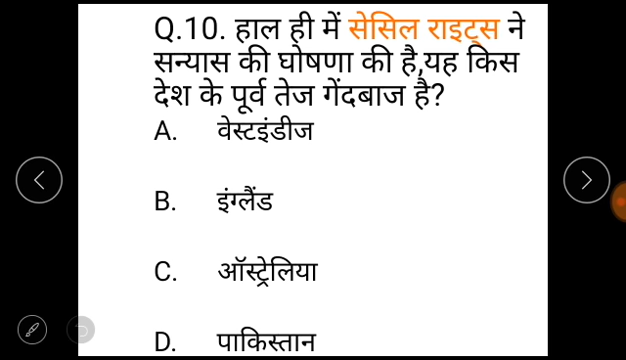 Q.10. हाल ही में सेसिल राइट्स ने
सन्यास की घोषणा की है,यह किस
देश के पूर्व तेज गेंदबाज है?
A. वेस्टइंडीज
B. इंग्लैंड
C. ऑस्ट्रेलिया
D. पाकिस्तान